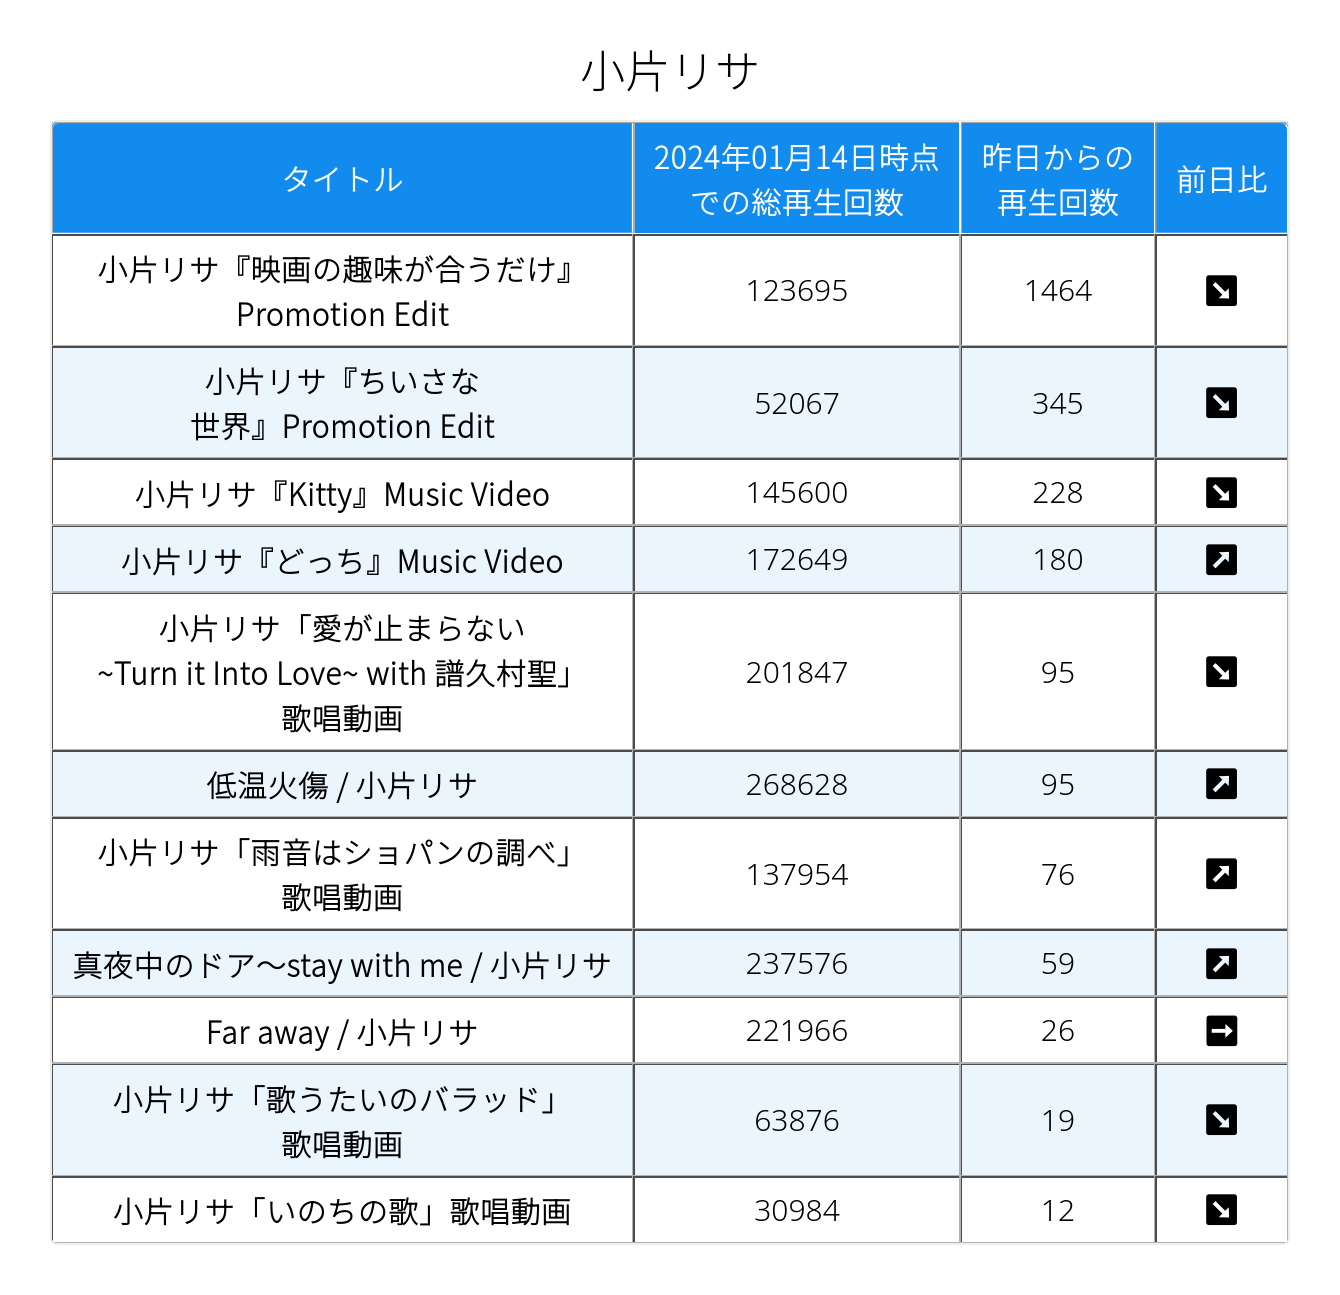 小片リサ
タイトル
2024年01月14日時点
での総再生回数
昨日からの
再生回数
前日比
小片リサ『映画の趣味が合うだけ』
Promotion Edit
123695
1464
↘
小片リサ『ちいさな
世界』Promotion Edit
52067
345
↘
小片リサ『Kitty』Music Video
145600
228
↘
小片リサ『どっち』Music Video
172649
180
↗
小片リサ「愛が止まらない
~Turn it Into Love~ with 譜久村聖」
歌唱動画
201847
95
↘
低温火傷 / 小片リサ
268628
95
↗
小片リサ「雨音はショパンの調べ」
歌唱動画
137954
76
↗
真夜中のドア〜stay with me / 小片リサ
237576
59
↗
Far away / 小片リサ
221966
26
→
小片リサ「歌うたいのバラッド」
歌唱動画
63876
19
↘
小片リサ「いのちの歌」歌唱動画
30984
12
↘